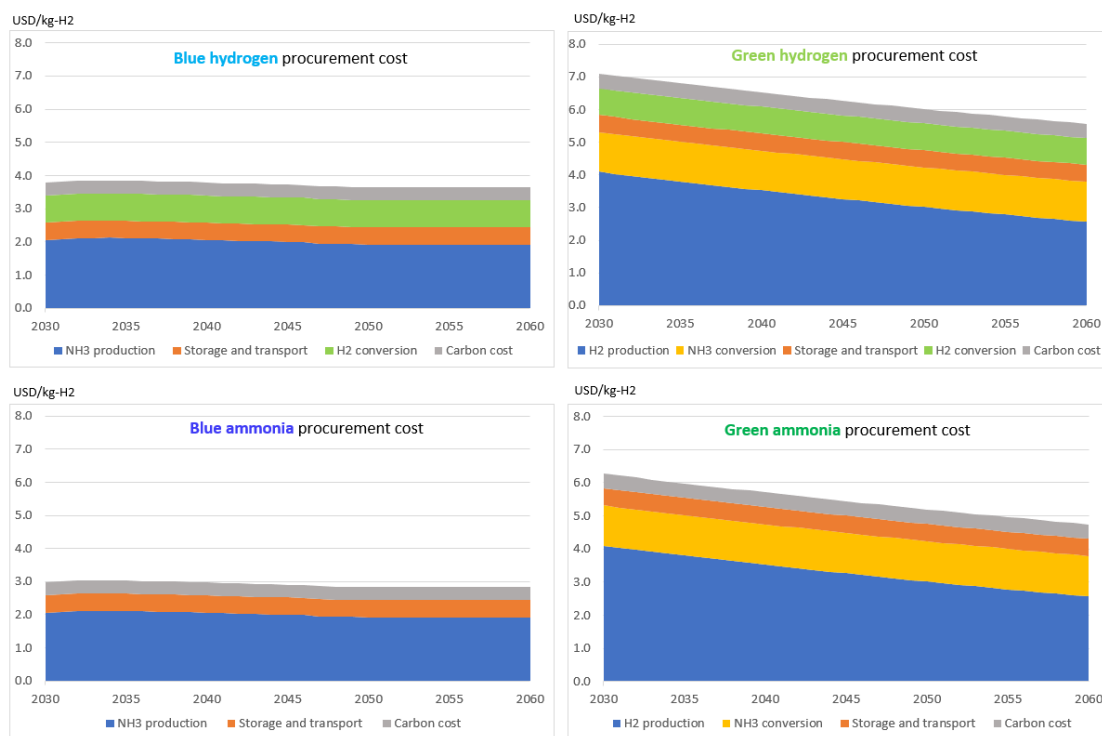 USD/kg-H2
Blue hydrogen procurement cost
8.0
7.0
6.0
5.0
4.0
3.0
2.0
1.0
0.0
2030 2035 2040 2045 2050 2055 2060
NH3 production Storage and transport H2 conversion Carbon cost
USD/kg-H2
Green hydrogen procurement cost
8.0
7.0
6.0
5.0
4.0
3.0
2.0
1.0
0.0
2030 2035 2040 2045 2050 2055 2060
H2 production NH3 conversion Storage and transport H2 conversion Carbon cost
USD/kg-H2
Blue ammonia procurement cost
8.0
7.0
6.0
5.0
4.0
3.0
2.0
1.0
0.0
2030 2035 2040 2045 2050 2055 2060
NH3 production Storage and transport Carbon cost
USD/kg-H2
Green ammonia procurement cost
8.0
7.0
6.0
5.0
4.0
3.0
2.0
1.0
0.0
2030 2035 2040 2045 2050 2055 2060
H2 production NH3 conversion Storage and transport Carbon cost